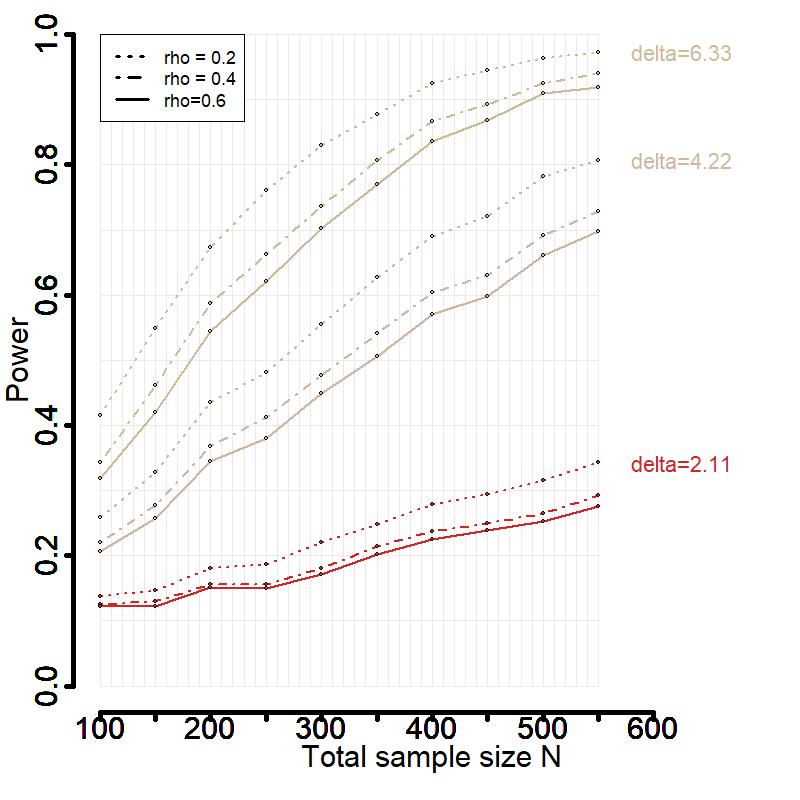 rho = 0.2
rho = 0.4
rho=0.6
delta=6.33
delta=4.22
delta=2.11
Power
1.0
0.8
0.6
0.4
0.2
0.0
100 200 300 400 500 600
Total sample size N